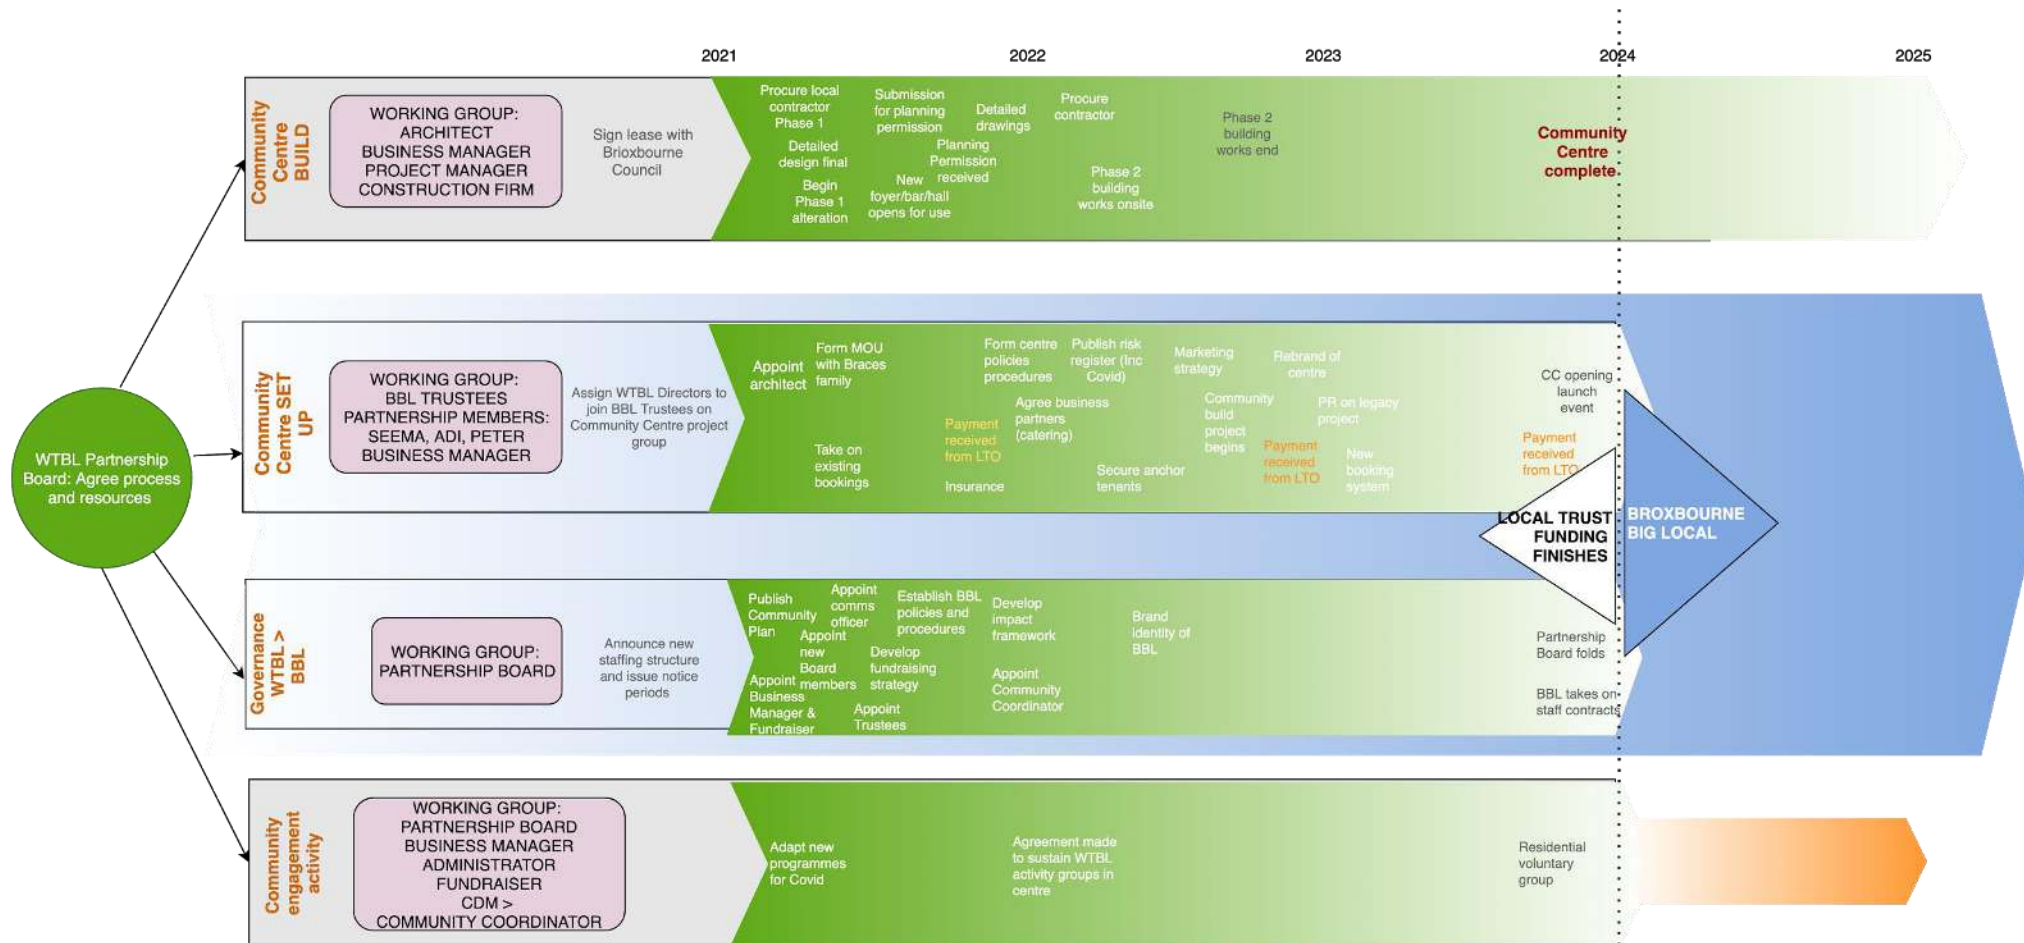 2021
2022
2023
2024
2025
Community
Centre
BUILD
WORKING GROUP:
ARCHITECT
BUSINESS MANAGER
PROJECT MANAGER
CONSTRUCTION FIRM
Sign lease with
Brioxbourne
Council
Procure local
contractor
Phase 1
Detailed
design final
Begin
Phase 1
alteration
Submission
for planning
permission
New
foyer/bar/hall
opens for use
Planning
Permission
received
Detailed
drawings
Procure
contractor
Phase 2
building
works onsite
Phase 2
building
works end
Community
Centre
complete
WTBL Partnership
Board: Agree process
and resources
Community
Centre SET
UP
WORKING GROUP:
BBL TRUSTEES
PARTNERSHIP MEMBERS:
SEEMA, ADI, PETER
BUSINESS MANAGER
Assign WTBL Directors to
join BBL Trustees on
Community Centre project
group
Appoint
architect
Form MOU
with Braces
family
Take on
existing
bookings
Payment
received
from LTO
Insurance
Form centre
policies
procedures
Agree business
partners
(catering)
Publish risk
register (Inc
Covid)
Secure anchor
tenants
Marketing
strategy
Community
build
project
begins
Rebrand of
centre
Payment
received
from LTO
PR on legacy
project
New
booking
system
CC opening
launch
event
Payment
received
from LTO
LOCAL TRUST
FUNDING
FINISHES
BROXBOURNE
BIG LOCAL
Governance
WTBL >
BBL
WORKING GROUP:
PARTNERSHIP BOARD
Announce new
staffing structure
and issue notice
periods
Publish
Community
Plan
Appoint
Business
Manager &
Fundraiser
Appoint
comms
officer
Appoint
new
Board
members
Establish BBL
policies and
procedures
Develop
fundraising
strategy
Appoint
Trustees
Develop
impact
framework
Appoint
Community
Coordinator
Brand
identity of
BBL
Partnership
Board folds
BBL takes on
staff contracts
Community
engagement
activity
WORKING GROUP:
PARTNERSHIP BOARD
BUSINESS MANAGER
ADMINISTRATOR
FUNDRAISER
CDM >
COMMUNITY COORDINATOR
Adapt new
programmes
for Covid
Agreement made
to sustain WTBL
activity groups in
centre
Residential
voluntary
group